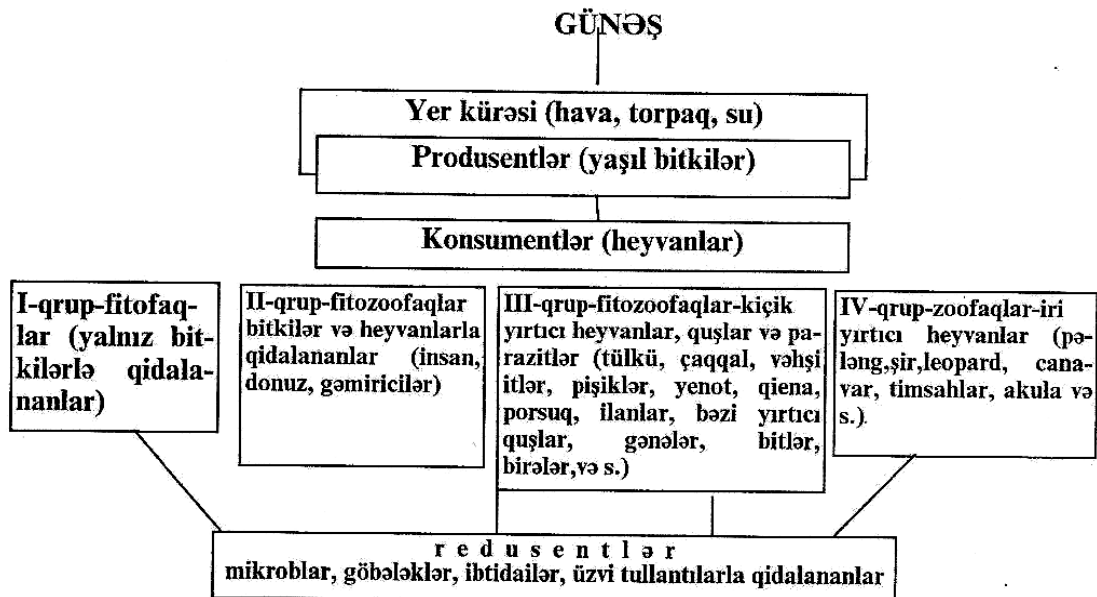 GÜNƏŞ
Yer kürəsi (hava, torpaq, su)
Produsentlər (yaşıl bitkilər)
Konsumentlər (heyvanlar)
I-qrup-fitofaq-
lar (yalnız bit-
kilərlə qidala-
nanlar)
II-qrup-fitozoofaqlar
bitkilər və heyvanlarla
qidalananlar (insan,
donuz, gəmiricilər)
III-qrup-fitozoofaqlar-kiçik
yırtıcı heyvanlar, quşlar və pa-
razitlər (tülkü, çaqqal, vəhşi
itlər, pişiklər, yenot, qiena,
porsuq, ilanlar, bəzi yırtıcı
quşlar, gənələr, bitlər,
birələr,və s.)
IV-qrup-zoofaqlar-iri
yırtıcı heyvanlar (pə-
ləng,şir,leopard, cana-
var, timsahlar, akula və
s.).
redusentlər
mikroblar, göbələklər, ibtidailər, üzvi tullantılarla qidalananlar